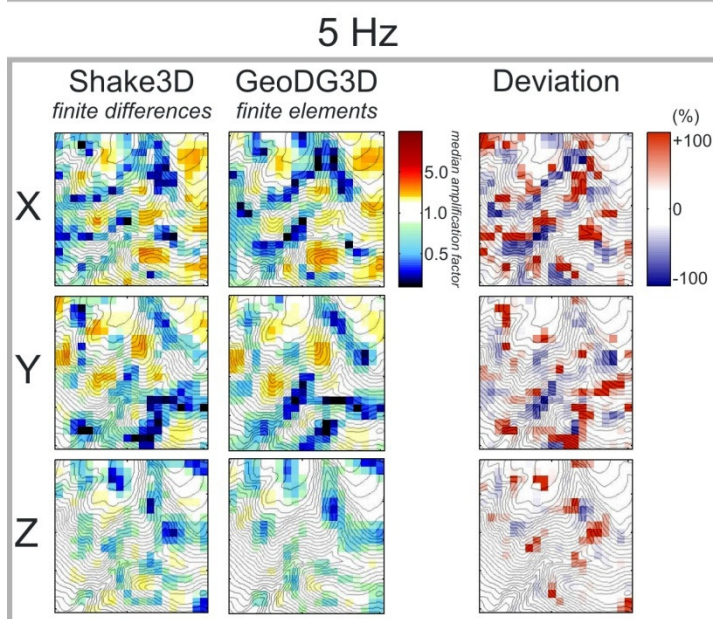 5 Hz
Shake3D GeoDG3D Deviation
finite differences finite elements
(%)
X
5.0
1.0
0.5
median amplification factor
+100
0
-100
Y
Z